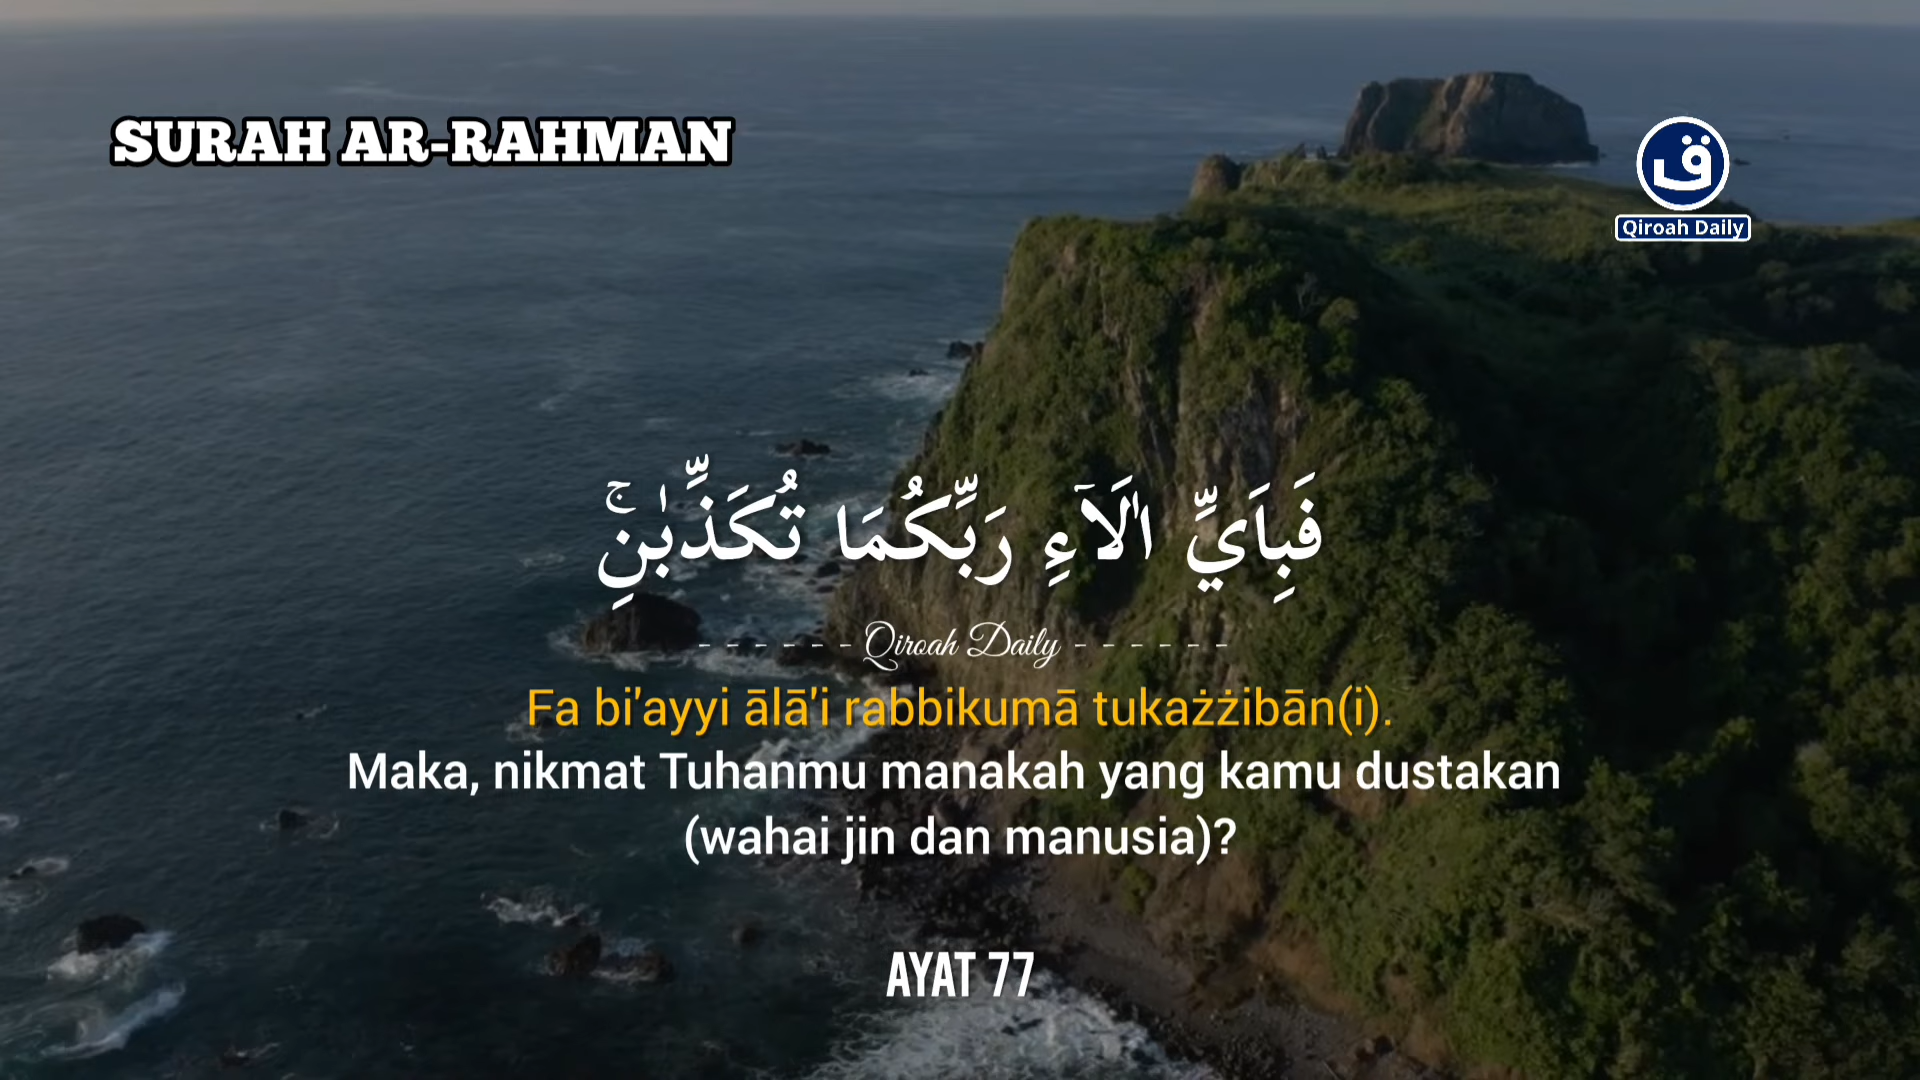 SURAH AR-RAHMAN
ق
Qiroah Daily
فَبِاَيِّ اٰلَاۤءِ رَبِّكُمَا تُكَذِّبٰنِۚ
Qiroah Daily
Fa bi'ayyi ālā'i rabbikumā tukażżibān(i).
Maka, nikmat Tuhanmu manakah yang kamu dustakan
(wahai jin dan manusia)?
AYAT 77